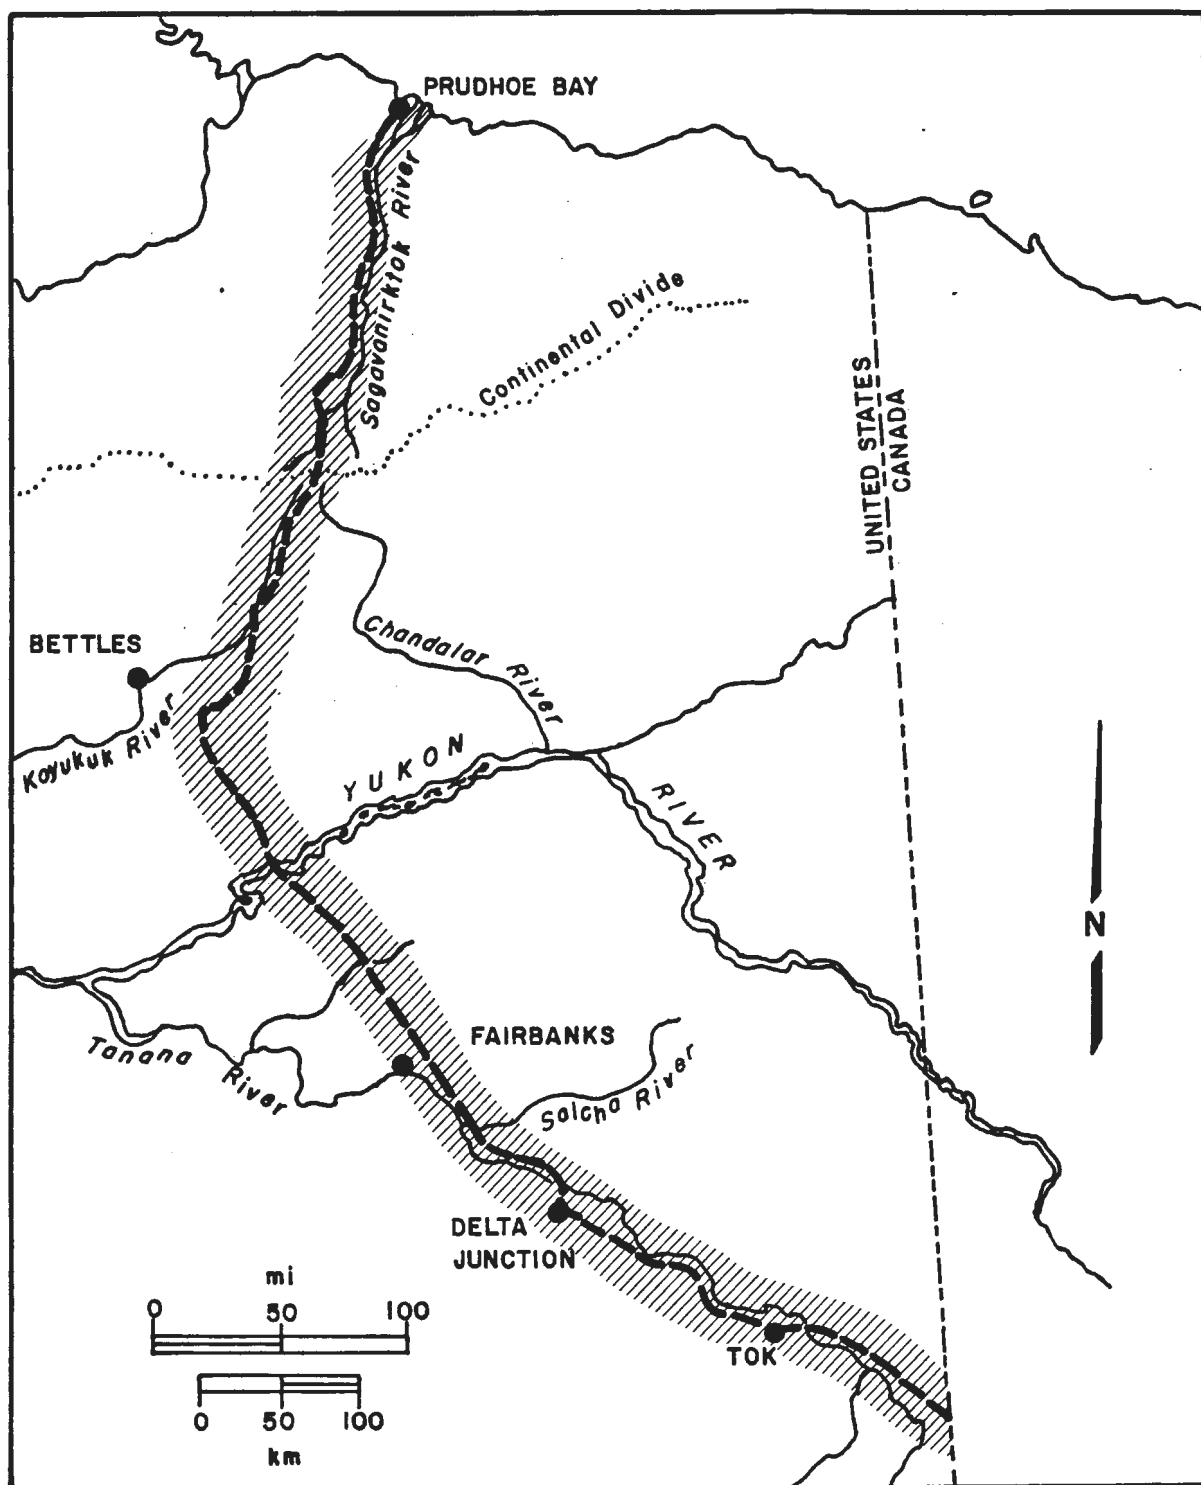 PRUDHOE BAY
Sagavanirktok River
Continental Divide
UNITED STATES
CANADA
BETTLES
Chandalar River
Koyukuk River
YUKON
RIVER
N
FAIRBANKS
Tanana River
Salcha River
DELTA
JUNCTION
mi
0 50 100
TOK
0 50 100
km